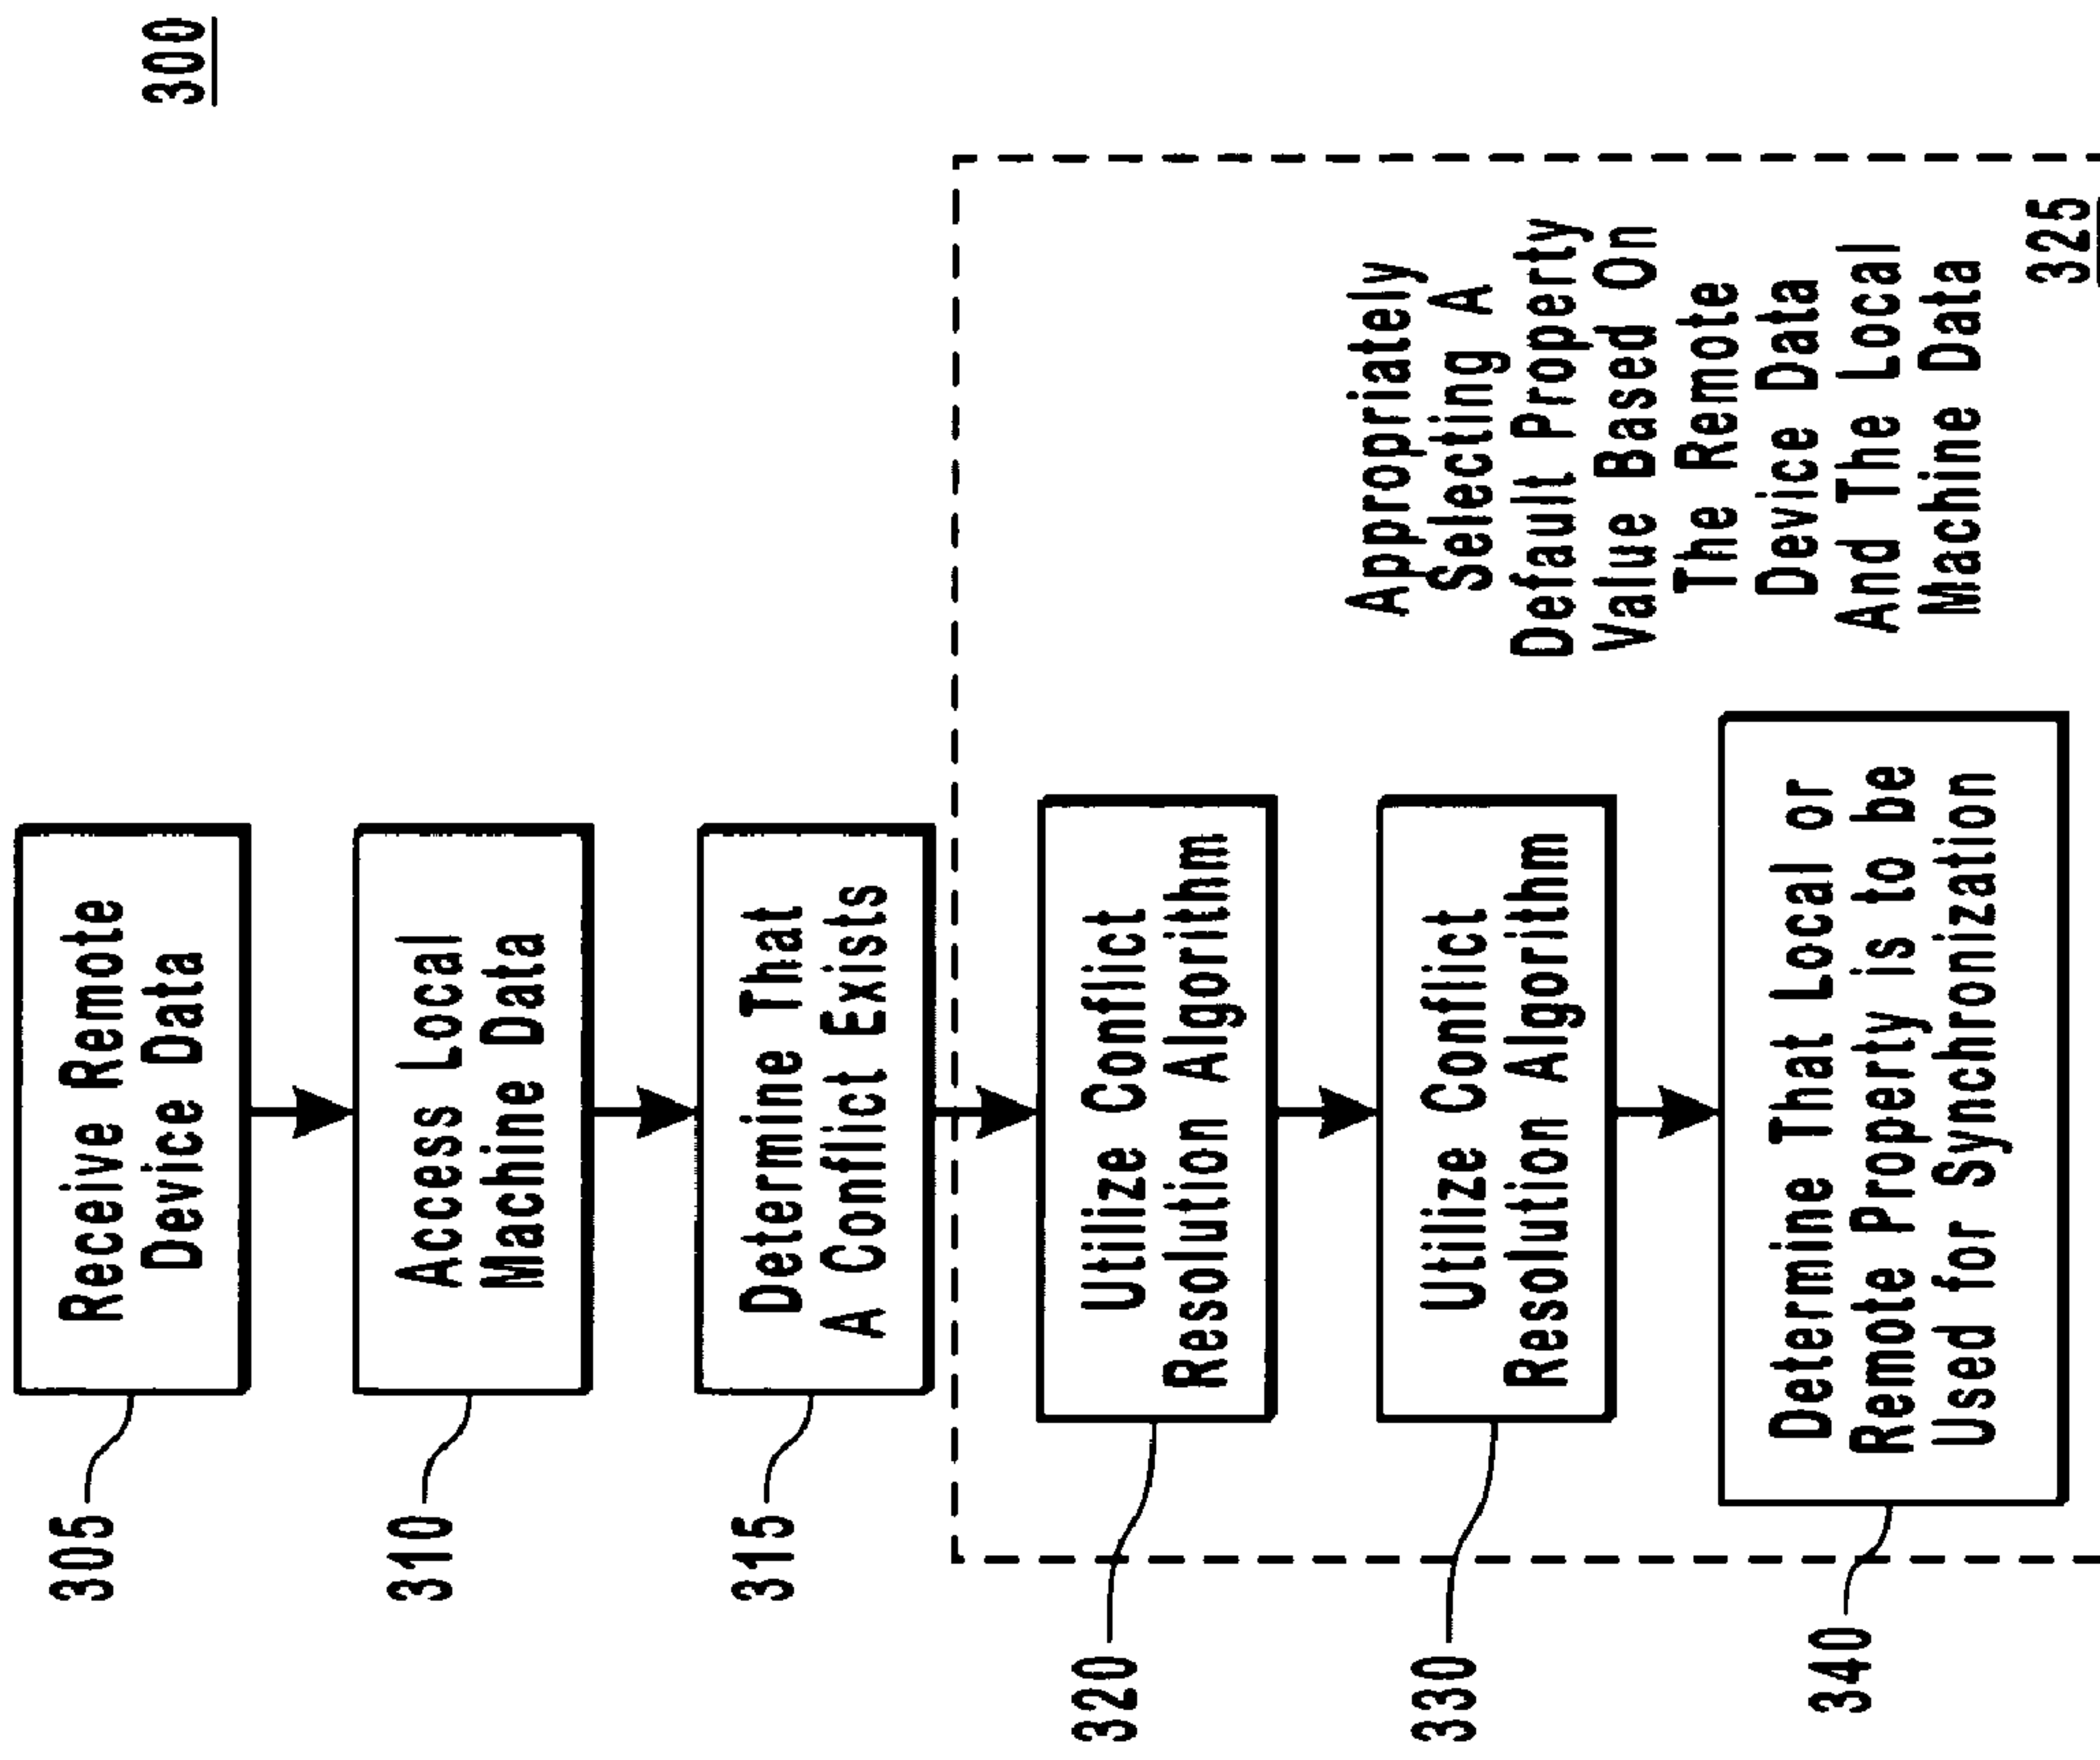 300
305
Receive Remote
Device Data
310
Access Local
Machine Data
315
Determine That
A Conflict Exists
320
Utilize Conflict
Resolution Algorithm
330
Utilize Conflict
Resolution Algorithm
340
Determine That Local or
Remote Property is to be
Used for Synchronization
Appropriately
Selecting A
Default Property
Value Based On
The Remote
Device Data
And The Local
Machine Data
325